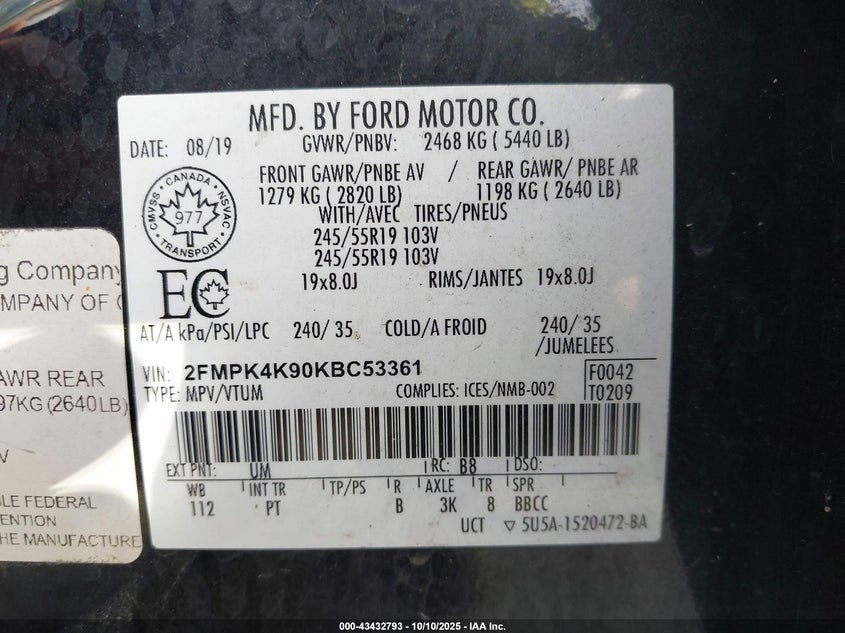 MFD. BY FORD MOTOR CO.
DATE: 08/19
GVWR/PNBV: 2468 KG ( 5440 LB)
FRONT GAWR/PNBE AV / REAR GAWR/ PNBE AR
1279 KG ( 2820 LB) 1198 KG ( 2640 LB)
WITH/AVEC TIRES/PNEUS
245/55R19 103V
245/55R19 103V
19x8.0J RIMS/JANTES 19x8.0J
CANADA
CMVSS NSVAC
977
TRANSPORT
EC
AT/A kPa/PSI/LPC 240/ 35 COLD/A FROID 240/ 35
/JUMELEES
VIN: 2FMPK4K90KBC53361
F0042
TYPE: MPV/VTUM COMPLIES: ICES/NMB-002
T0209
EXT PNT: UM RC: B8 DSO:
WB INT TR TP/PS R AXLE TR SPR
112 PT B 3K 8 BBCC
UCT ▽ 5U5A-1520472-BA
g Company
MPANY OF
AWR REAR
97KG (2640LB)
V
LE FEDERAL
ENTION
HE MANUFACTURE
000-43432793 - 10/10/2025 - IAA Inc.